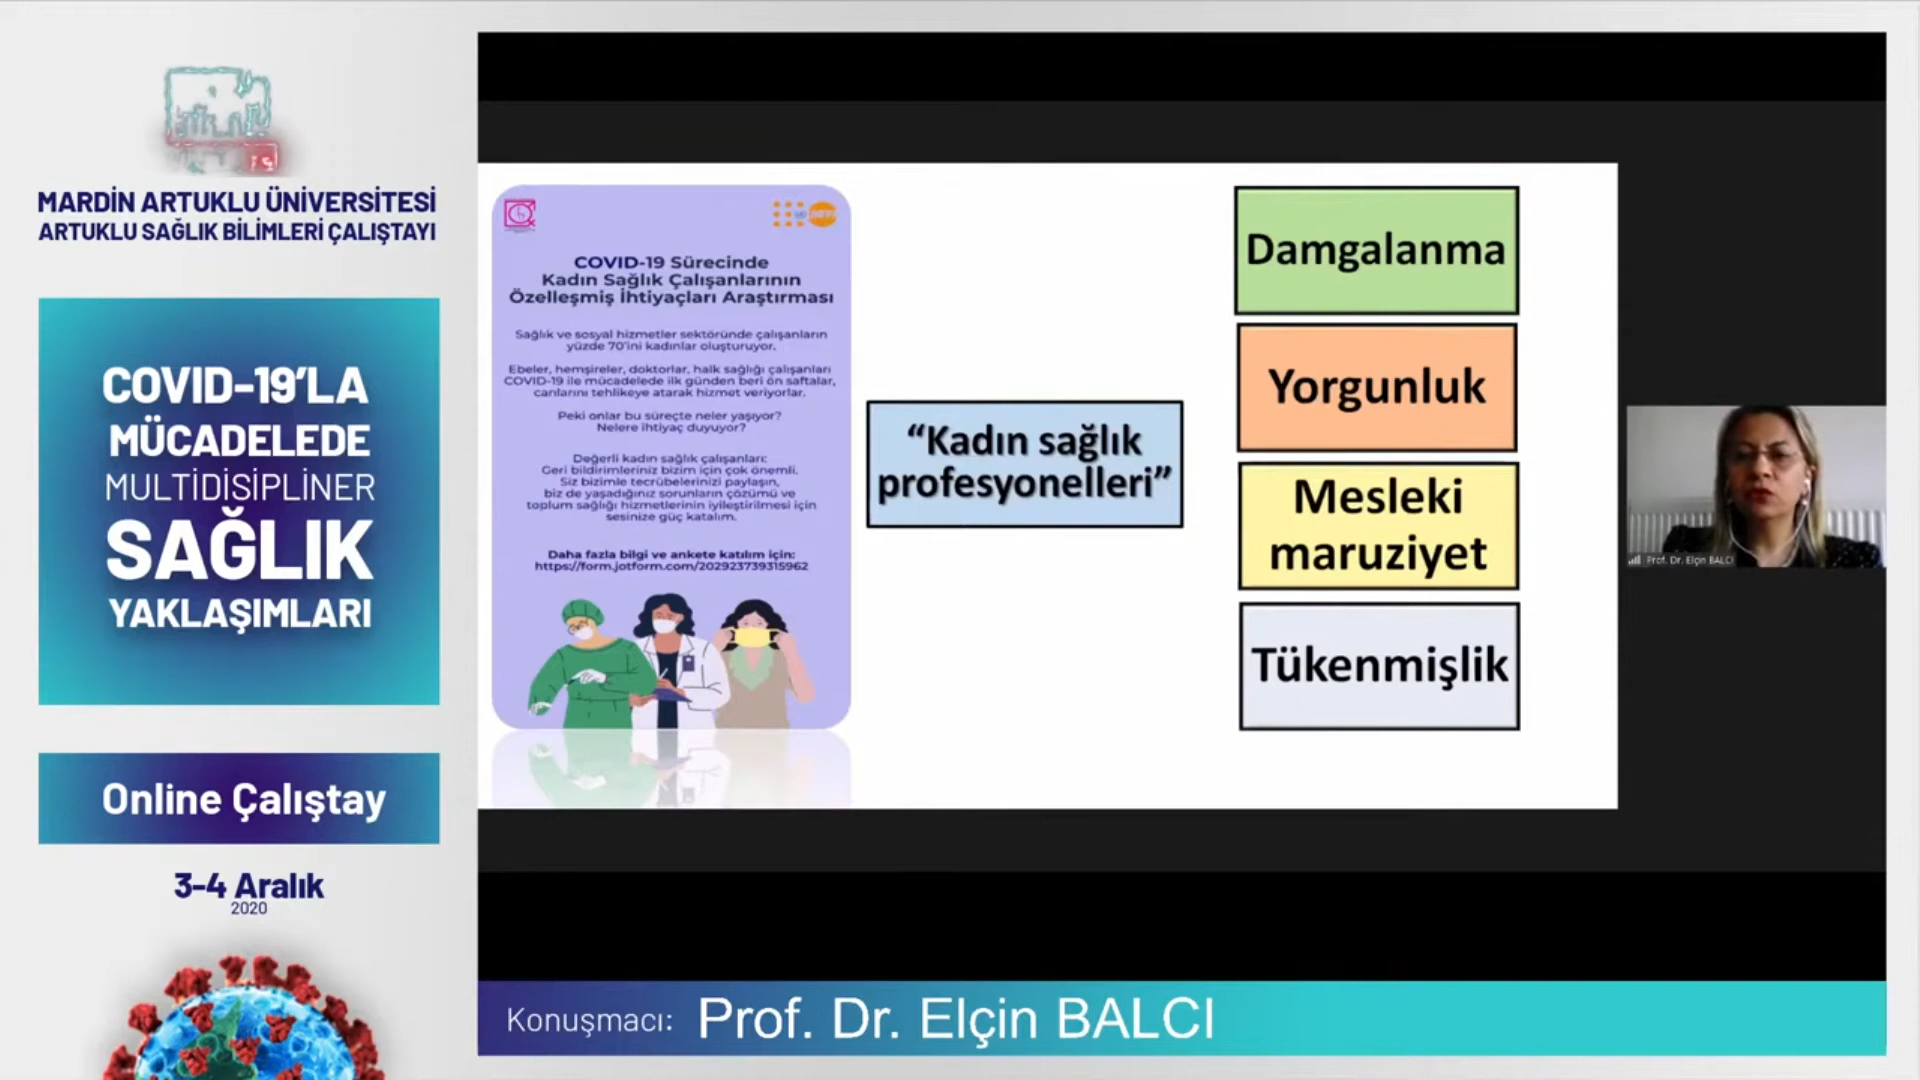 MARDİN ARTUKLU ÜNİVERSİTESİ
ARTUKLU SAĞLIK BİLİMLERİ ÇALIŞTAYI
COVID-19'LA
MÜCADELEDE
MULTİDİSİPLİNER
SAĞLIK
YAKLAŞIMLARI
Online Çalıştay
3-4 Aralık
2020
COVID-19 Sürecinde
Kadın Sağlık Çalışanlarının
Özelleşmiş İhtiyaçları Araştırması
Sağlık ve sosyal hizmetler sektöründe çalışanların
yüzde 70'ini kadınlar oluşturuyor.
Ebeler, hemşireler, doktorlar, halk sağlığı çalışanları
COVID-19 ile mücadelede ilk günden beri ön saftalar,
canlarını tehlikeye atarak hizmet veriyorlar.
Peki onlar bu süreçte neler yaşıyor?
Nelere ihtiyaç duyuyor?
Değerli kadın sağlık çalışanları:
Geri bildirimleriniz bizim için çok önemli.
Siz bizimle tecrübelerinizi paylaşın,
biz de yaşadığınız sorunların çözümü ve
toplum sağlığı hizmetlerinin iyileştirilmesi için
sesinize güç katalım.
Daha fazla bilgi ve ankete katılım için:
https://form.jotform.com/202923739315962
“Kadın sağlık
profesyonelleri”
Damgalanma
Yorgunluk
Mesleki
maruziyet
Tükenmişlik
Prof. Dr. Elçin BALCI
Konuşmacı: Prof. Dr. Elçin BALCI